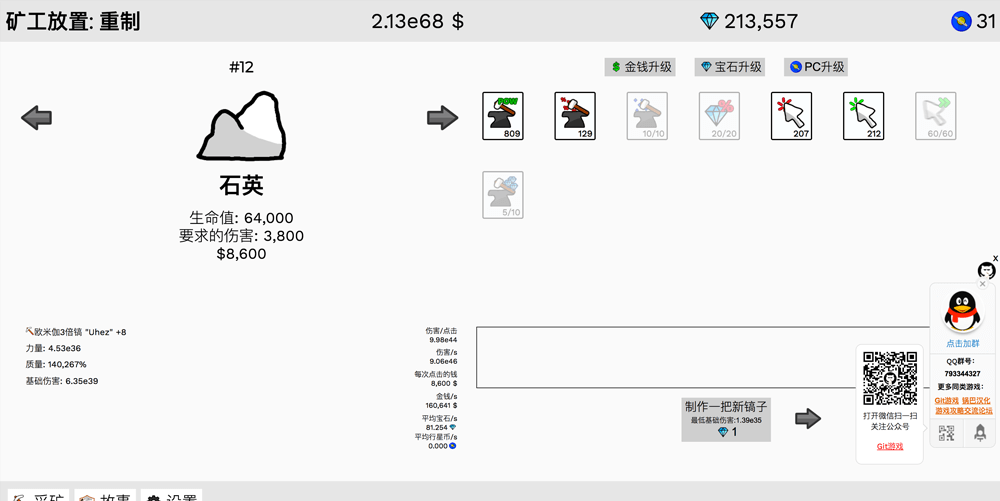 矿工放置: 重制
2.13e68 $
213,557
31
#12
金钱升级
宝石升级
PC升级
809
129
10/10
20/20
207
212
60/60
5/10
石英
生命值: 64,000
要求的伤害: 3,800
$8,600
欧米伽3倍镐 "Uhez" +8
力量: 4.53e36
质量: 140,267%
基础伤害: 6.35e39
伤害/点击
9.98e44
伤害/s
9.06e46
每次点击的钱
8,600 $
金钱/s
160,641 $
平均宝石/s
81.254
平均行星币/s
0.000
制作一把新镐子
最低基础伤害:1.39e35
1
X
点击加群
QQ群号:
793344327
更多同类游戏:
Git游戏 锅巴汉化
游戏攻略交流论坛
打开微信扫一扫
关注公众号
Git游戏
采矿
故事
设置